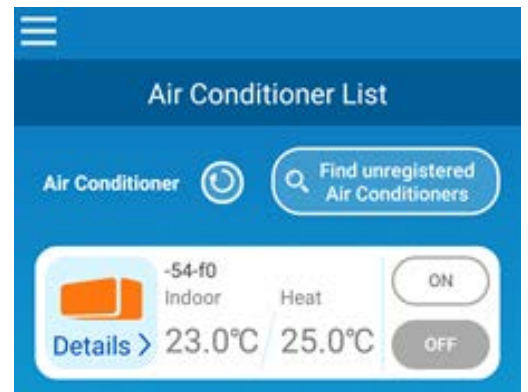 Air Conditioner List
Air Conditioner
Find unregistered
Air Conditioners
-54-f0
Indoor
Heat
ON
Details >
23.0°C
25.0°C
OFF